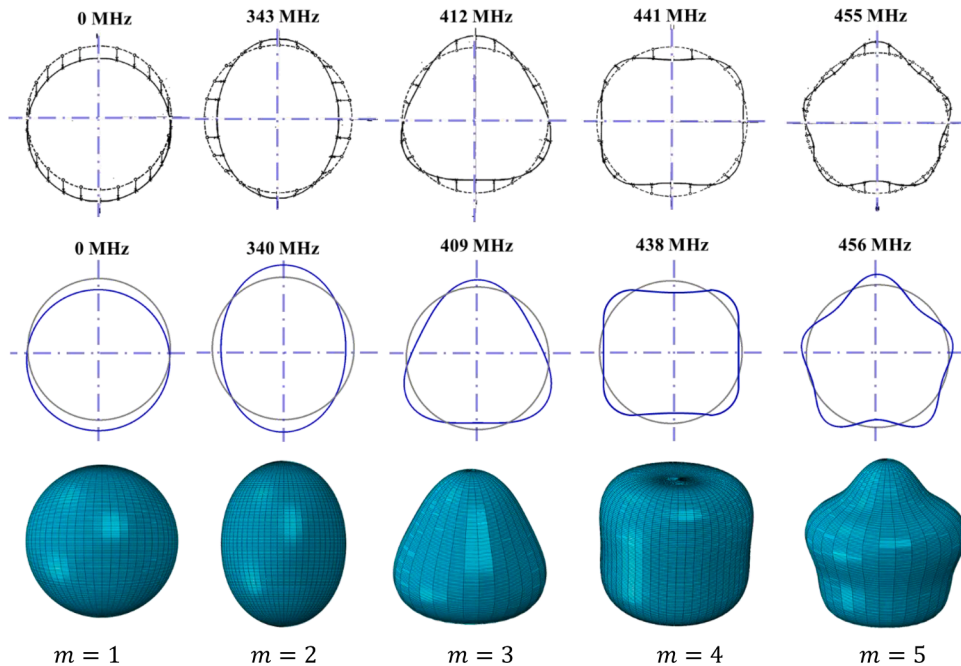 0 MHz 343 MHz 412 MHz 441 MHz 455 MHz
0 MHz 340 MHz 409 MHz 438 MHz 456 MHz
m = 1 m = 2 m = 3 m = 4 m = 5